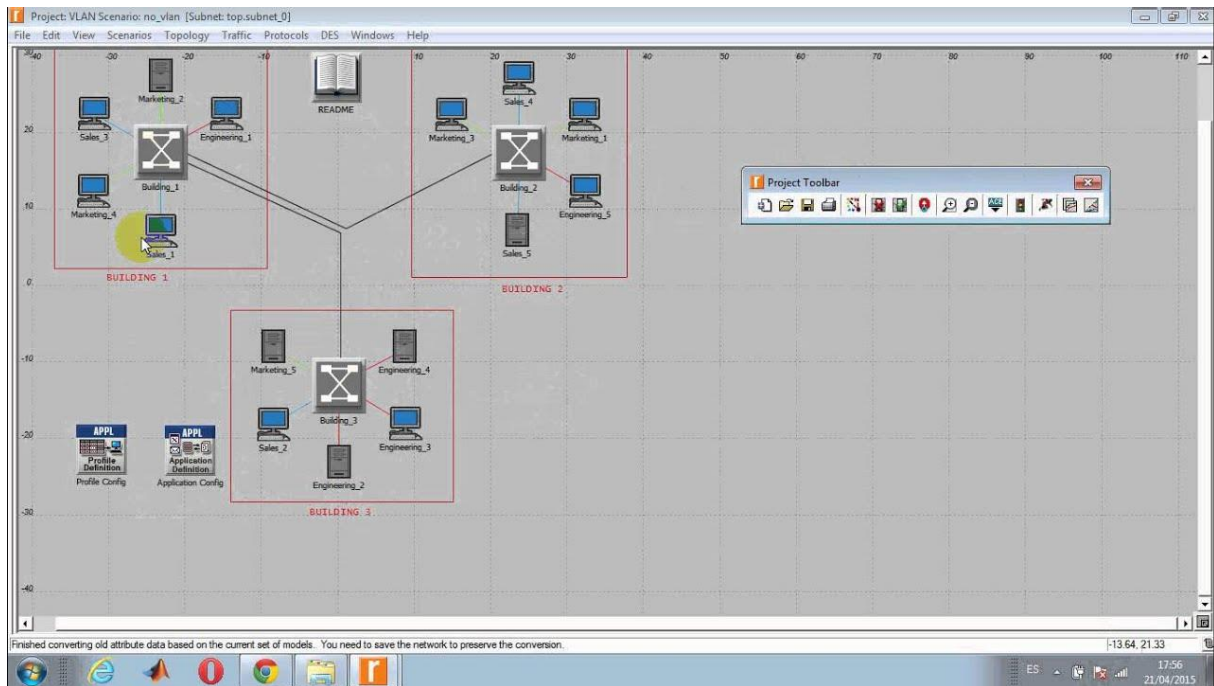 Project: VLAN Scenario: no_vlan [Subnet: top.subnet_0]
File Edit View Scenarios Topology Traffic Protocols DES Windows Help
-40 -30 -20 -10 10 20 30 40 50 60 70 80 90 100 110
Marketing_2
README
Sales_4
Sales_3
Engineering_1
Marketing_3
Marketing_1
20
Building_1
Building_2
Marketing_4
Engineering_5
10
Sales_1
Sales_5
BUILDING 1
BUILDING 2
0
Project Toolbar
-10
Marketing_5
Engineering_4
Building_3
APPL
Profile
Definition
Profile Config
APPL
Application
Definition
Application Config
-20
Sales_2
Engineering_3
Engineering_2
BUILDING 3
-30
-40
Finished converting old attribute data based on the current set of models. You need to save the network to preserve the conversion.
-13.64, 21.33
ES
17:56
21/04/2015